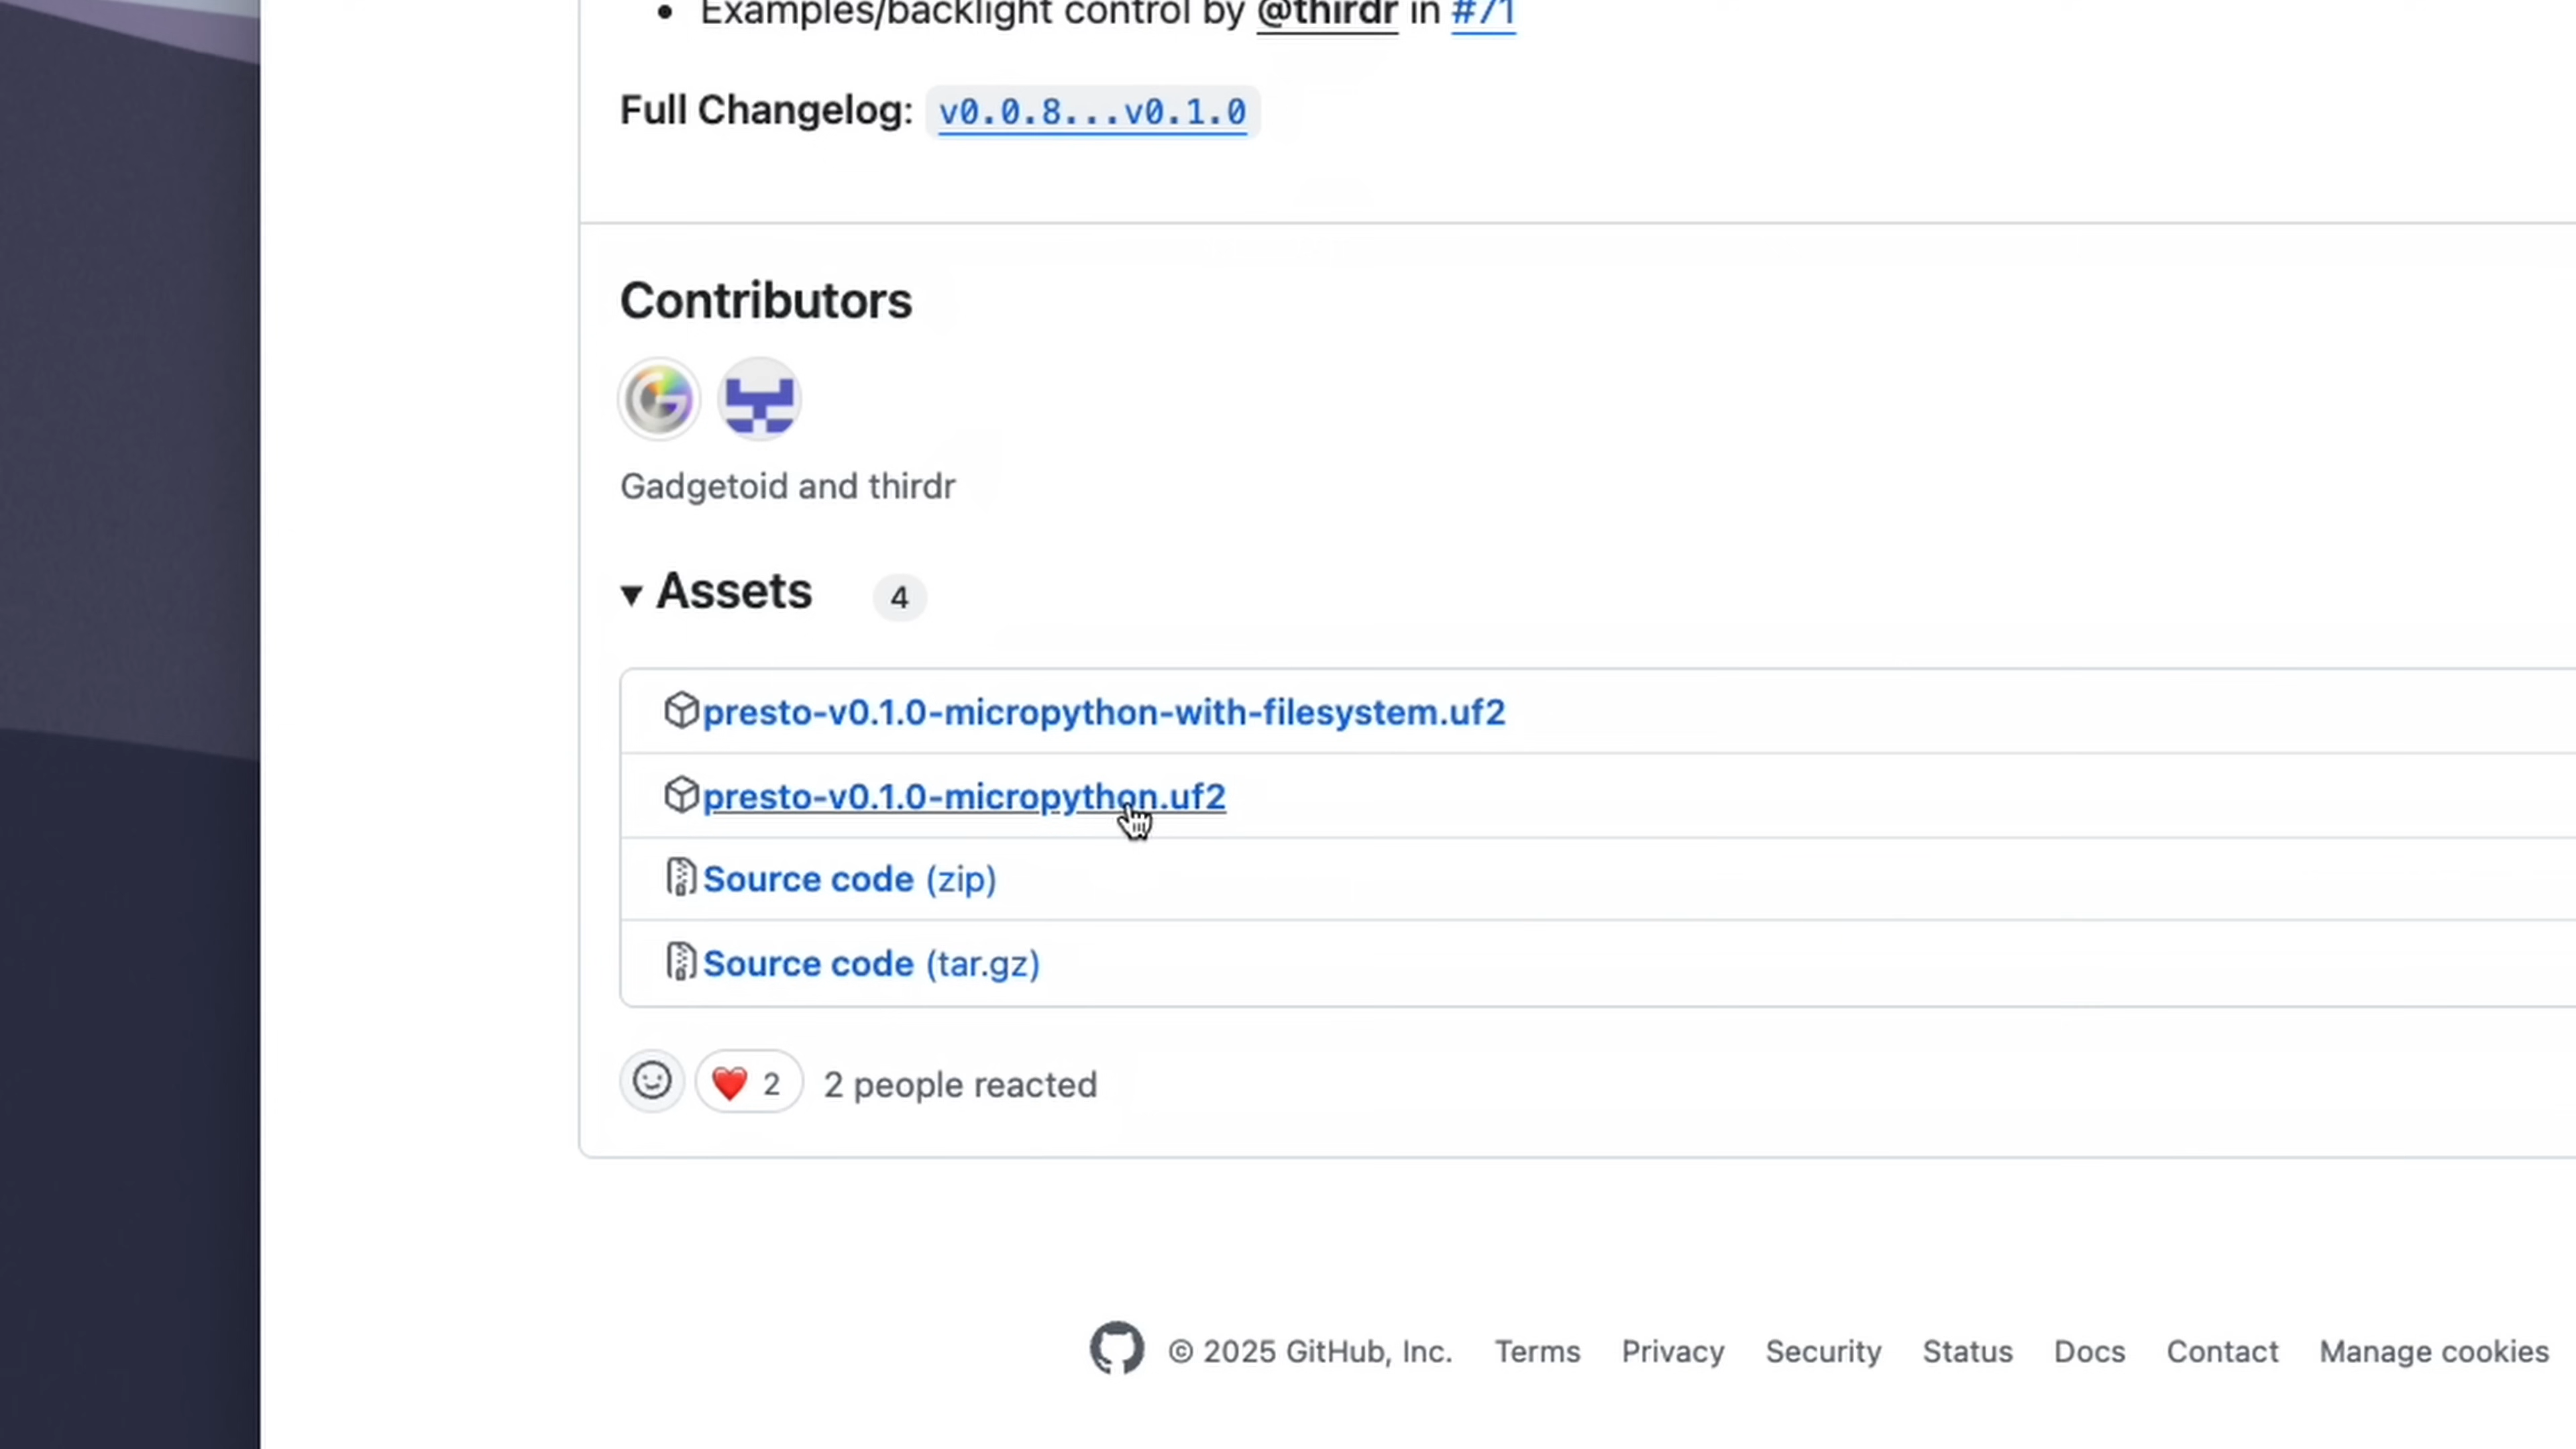 Examples/backlight control by @thirdr in #71
Full Changelog: v0.0.8...v0.1.0
Contributors
Gadgetoid and thirdr
Assets 4
presto-v0.1.0-micropython-with-filesystem.uf2
presto-v0.1.0-micropython.uf2
Source code (zip)
Source code (tar.gz)
2 2 people reacted
© 2025 GitHub, Inc. Terms Privacy Security Status Docs Contact Manage cookies